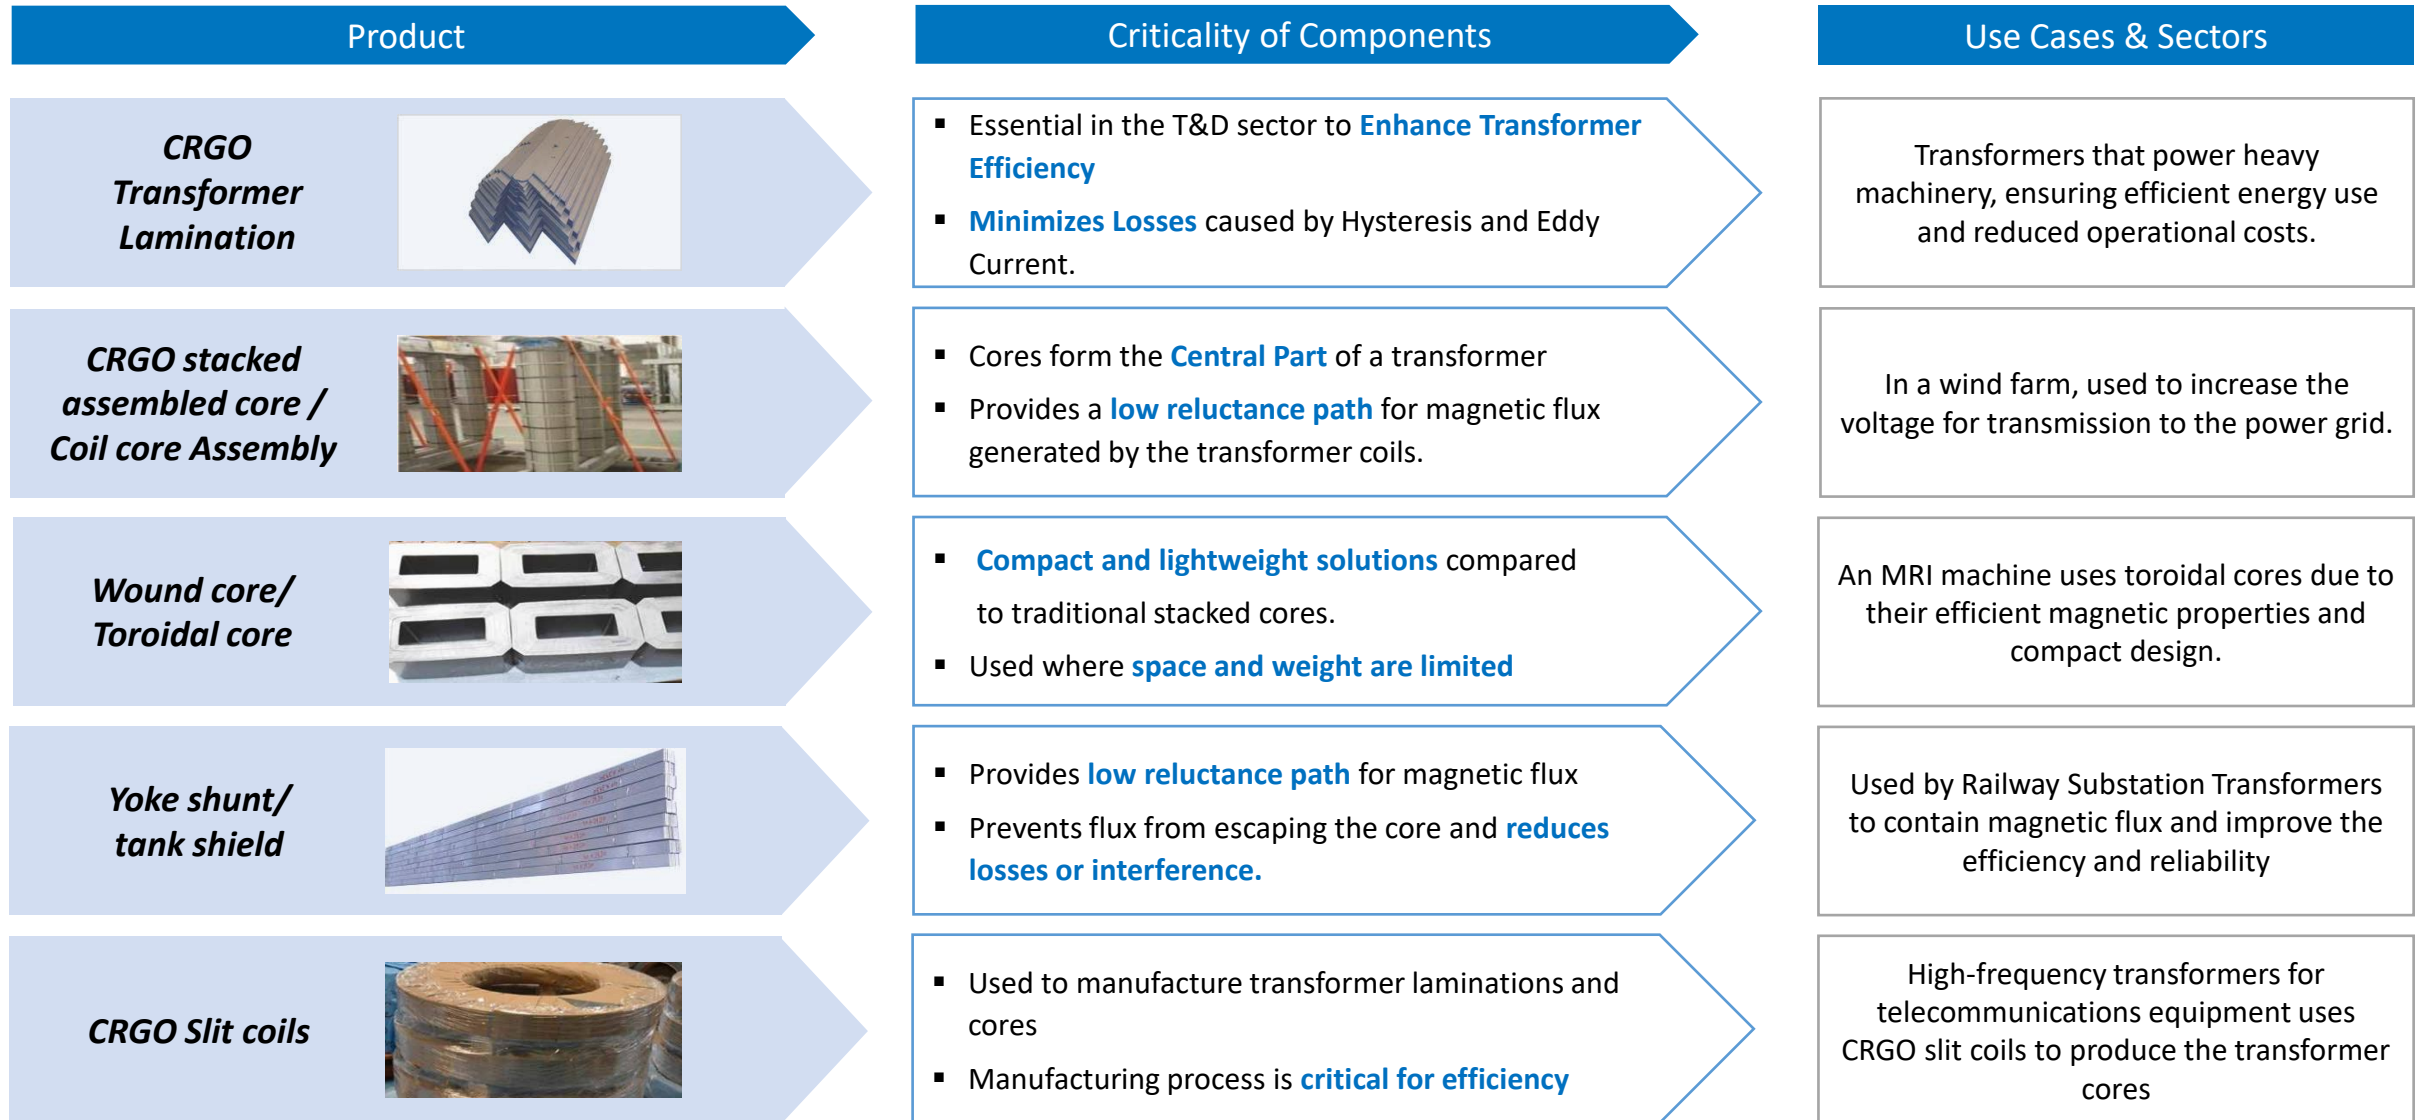 Product
Criticality of Components
Use Cases & Sectors
CRGO
Transformer
Lamination
▪ Essential in the T&D sector to Enhance Transformer
Efficiency
▪ Minimizes Losses caused by Hysteresis and Eddy
Current.
Transformers that power heavy
machinery, ensuring efficient energy use
and reduced operational costs.
CRGO stacked
assembled core /
Coil core Assembly
▪ Cores form the Central Part of a transformer
▪ Provides a low reluctance path for magnetic flux
generated by the transformer coils.
In a wind farm, used to increase the
voltage for transmission to the power grid.
Wound core/
Toroidal core
▪ Compact and lightweight solutions compared
to traditional stacked cores.
▪ Used where space and weight are limited
An MRI machine uses toroidal cores due to
their efficient magnetic properties and
compact design.
Yoke shunt/
tank shield
▪ Provides low reluctance path for magnetic flux
▪ Prevents flux from escaping the core and reduces
losses or interference.
Used by Railway Substation Transformers
to contain magnetic flux and improve the
efficiency and reliability
CRGO Slit coils
▪ Used to manufacture transformer laminations and
cores
▪ Manufacturing process is critical for efficiency
High-frequency transformers for
telecommunications equipment uses
CRGO slit coils to produce the transformer
cores